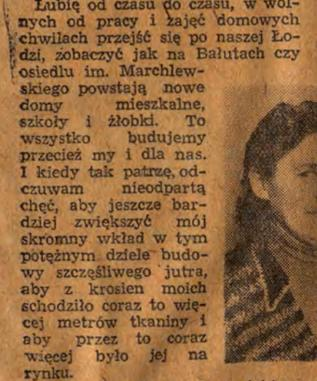 Lubię od czasu do czasu, w wol-
nych od pracy i zajęć domowych
chwilach przejść się po naszej Ło-
dzi, zobaczyć jak na Bałutach czy
osiedlu im. Marchlew-
skiego powstają nowe
domy mieszkalne,
szkoły i żłobki. To
wszystko budujemy
przecież my i dla nas.
I kiedy tak patrzę, od-
czuwam nieodpartą
chęć, aby jeszcze bar-
dziej zwiększyć mój
skromny wkład w tym
potężnym dziele budo-
wy szczęśliwego jutra,
aby z krosien moich
schodziło coraz to wię-
cej metrów tkaniny i
aby przez to coraz
więcej było jej na
rynku.